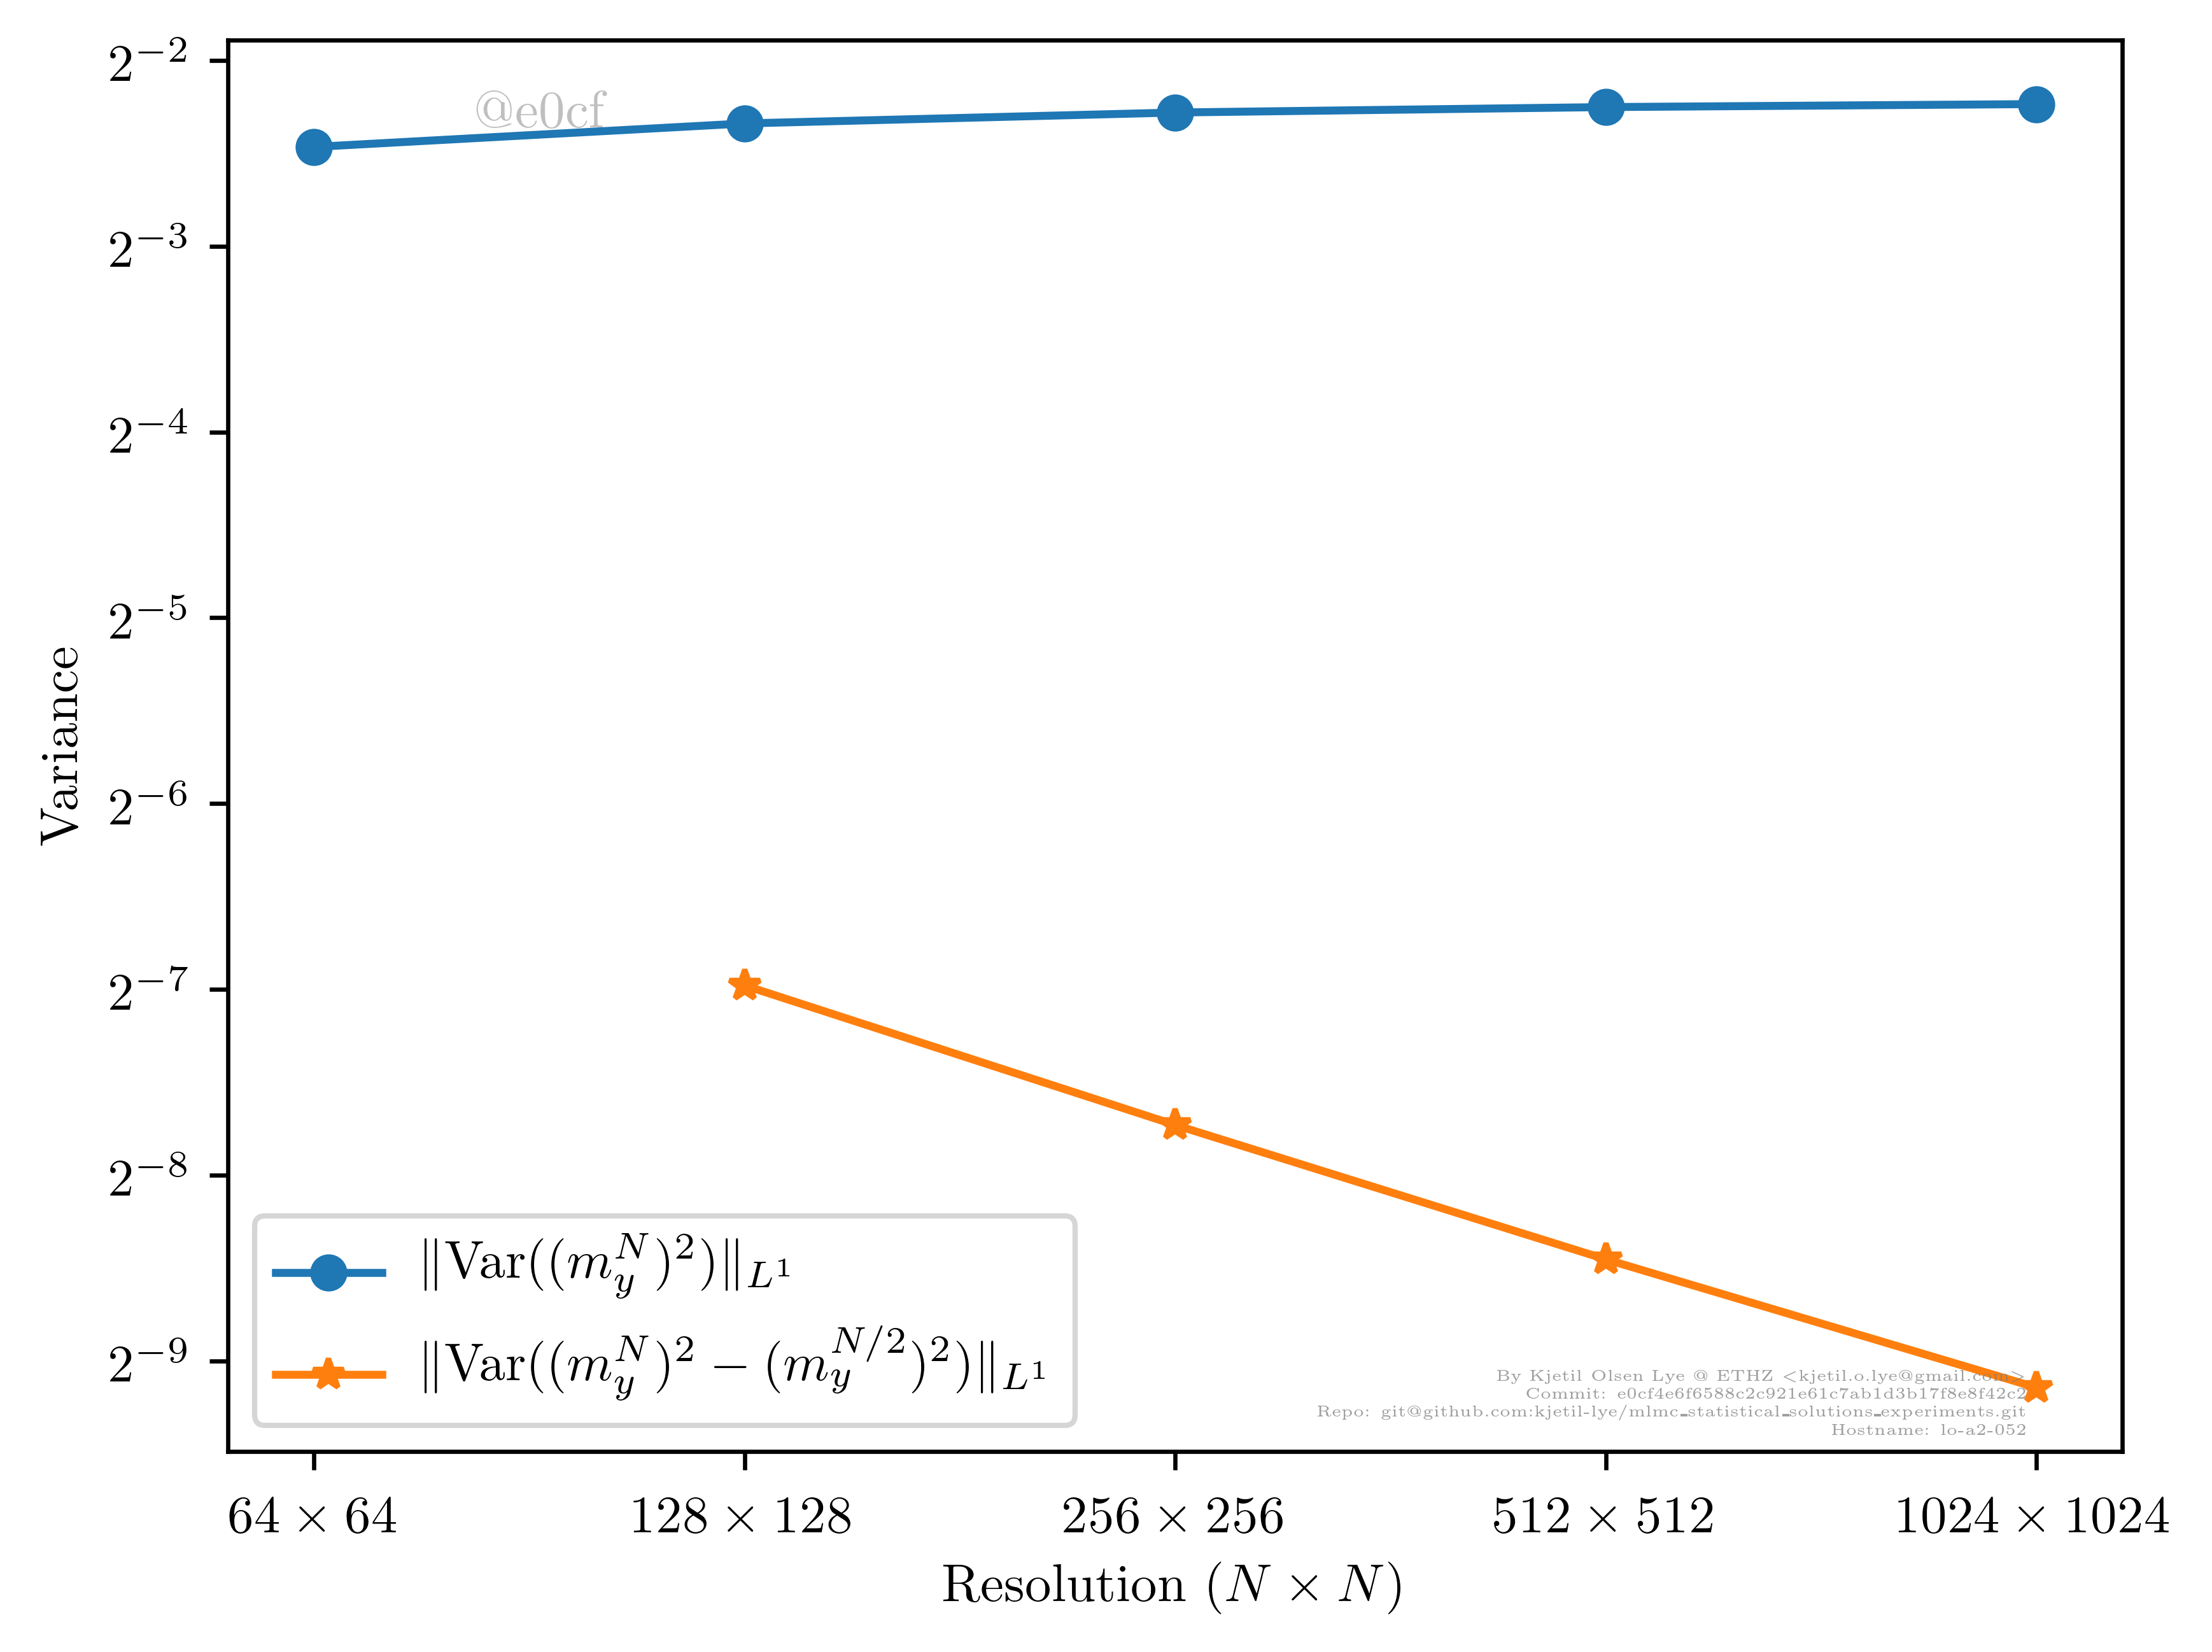 2⁻²
@e0cf
2⁻³
2⁻⁴
2⁻⁵
2⁻⁶
2⁻⁷
2⁻⁸
2⁻⁹
Variance
‖Var((m_y^N)²)‖_{L¹}
‖Var((m_y^N)² − (m_y^{N/2})²)‖_{L¹}
By Kjetil Olsen Lye @ ETHZ <kjetil.o.lye@gmail.com>
Commit: e0cf4e6f6588c2c921e61c7ab1d3b17f8e8f42c2
Repo: git@github.com:kjetil-lye/mlmc_statistical_solutions_experiments.git
Hostname: lo-a2-052
64 × 64
128 × 128
256 × 256
512 × 512
1024 × 1024
Resolution (N × N)